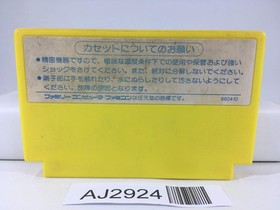 カセットについてのお願い
●精密機器ですので、極端な温度条件下での使用や保管および強い
ショックをさけてください。また、絶対に分解しないでください。
●端子部に手を触れたり、水にぬらしたりして汚さないようにして
ください。故障の原因となります。
ファミリーコンピュータ・ファミコンは任天堂の商標です。
AJ2924